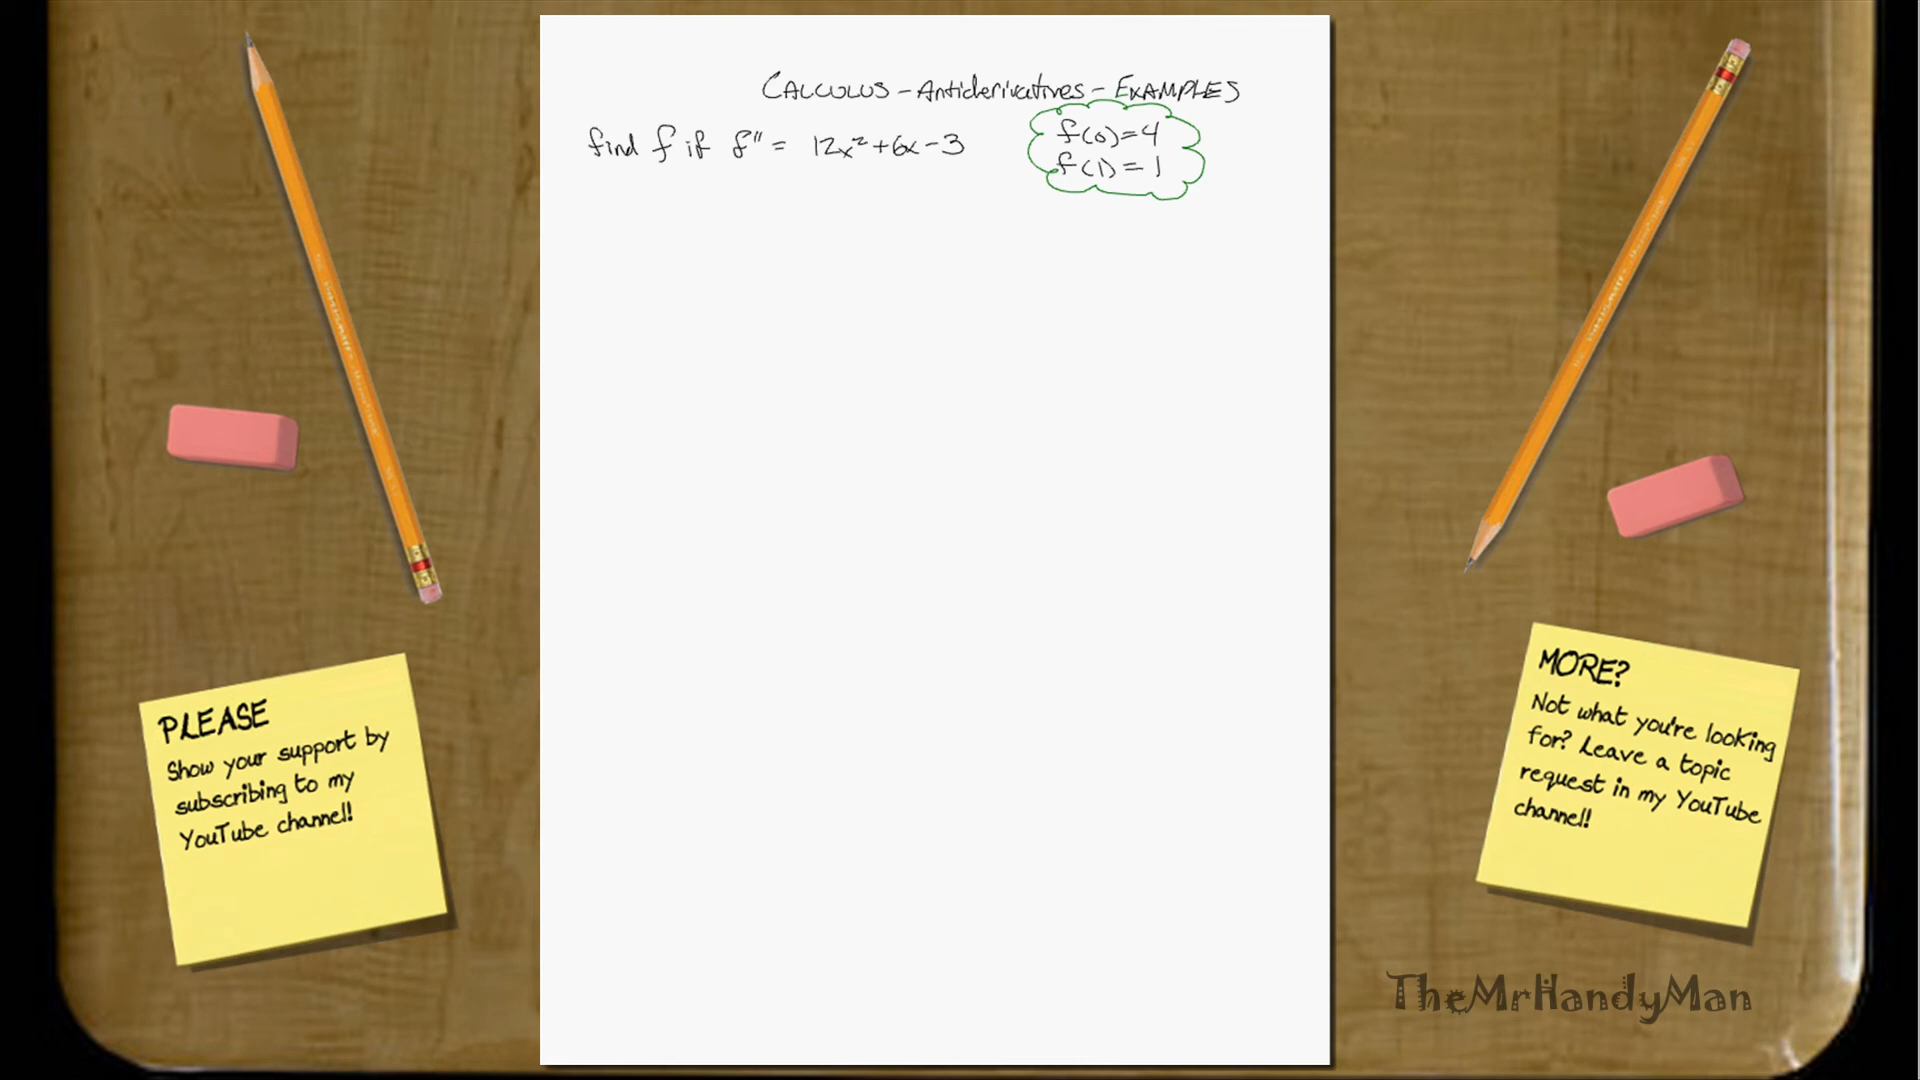 CALCULUS - Antiderivatives - EXAMPLES
find f if f" = 12x²+6x-3
f(0)=4
f(1)=1
PLEASE
Show your support by
subscribing to my
YouTube channel!
MORE?
Not what you're looking
for? Leave a topic
request in my YouTube
channel!
TheMrHandyMan